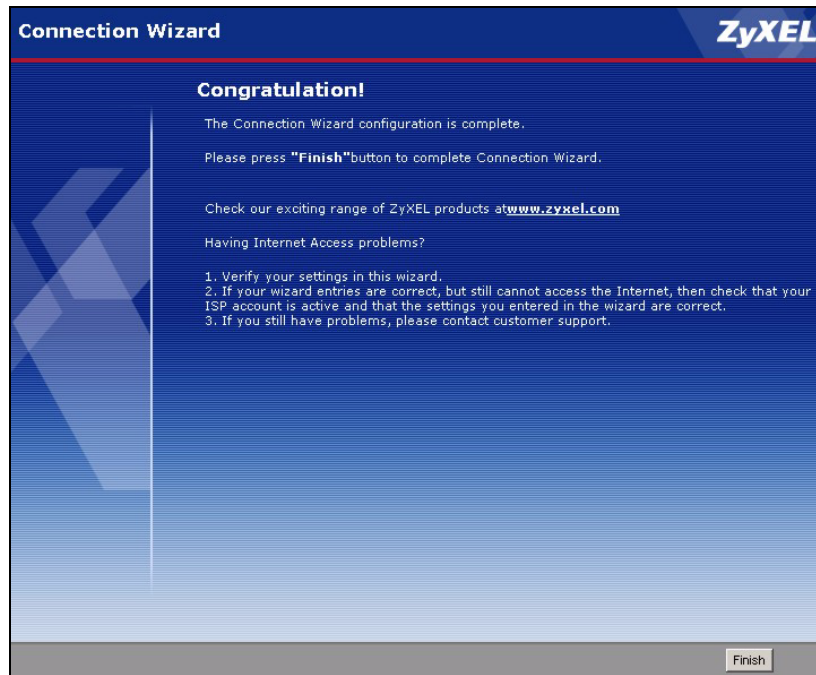 Connection Wizard
ZyXEL
Congratulation!
The Connection Wizard configuration is complete.
Please press "Finish"button to complete Connection Wizard.
Check our exciting range of ZyXEL products atwww.zyxel.com
Having Internet Access problems?
1. Verify your settings in this wizard.
2. If your wizard entries are correct, but still cannot access the Internet, then check that your
ISP account is active and that the settings you entered in the wizard are correct.
3. If you still have problems, please contact customer support.
Finish